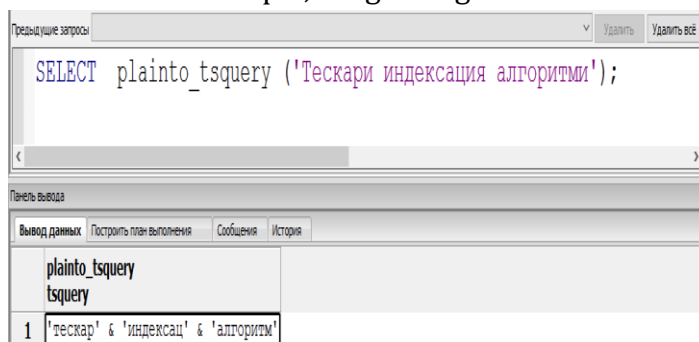 Предыдущие запросы Удалить Удалить всё
SELECT plainto_tsquery ('Тескари индексация алгоритми');
Панель вывода
Вывод данных Построить план выполнения Сообщения История
plainto_tsquery
tsquery
1 'тескар' & 'индексац' & 'алгоритм'